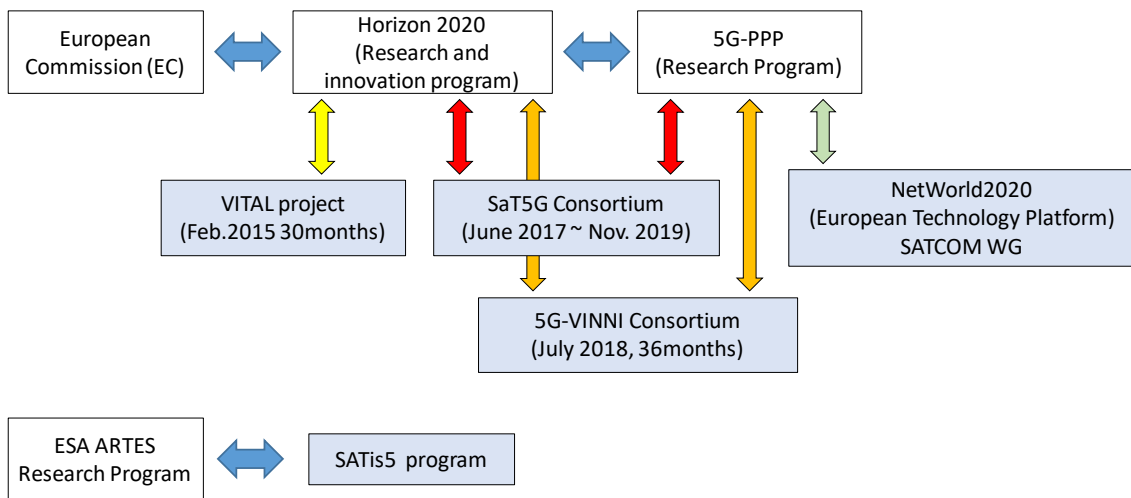 European
Commission (EC)
Horizon 2020
(Research and
innovation program)
5G-PPP
(Research Program)
VITAL project
(Feb.2015 30months)
SaT5G Consortium
(June 2017 ~ Nov. 2019)
NetWorld2020
(European Technology Platform)
SATCOM WG
5G-VINNI Consortium
(July 2018, 36months)
ESA ARTES
Research Program
SATis5 program